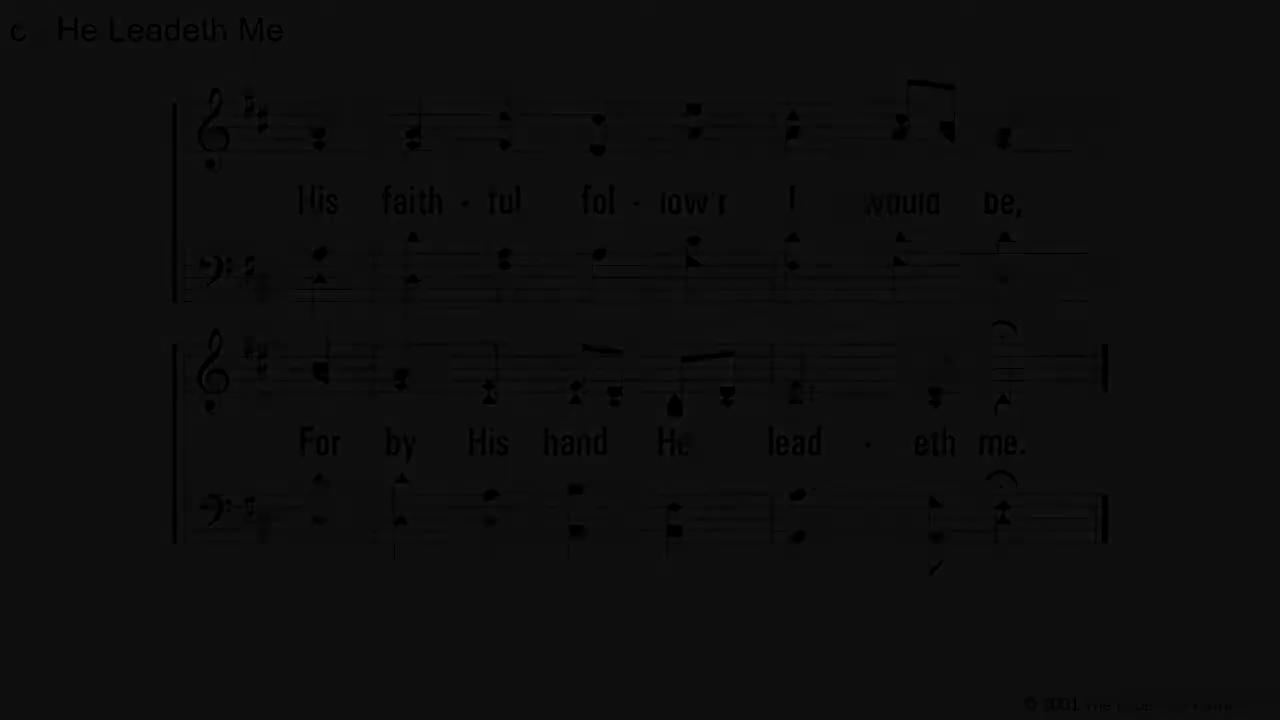 c - He Leadeth Me
His faith - ful fol - low'r I would be,
For by His hand He lead - eth me.
© 2001 The